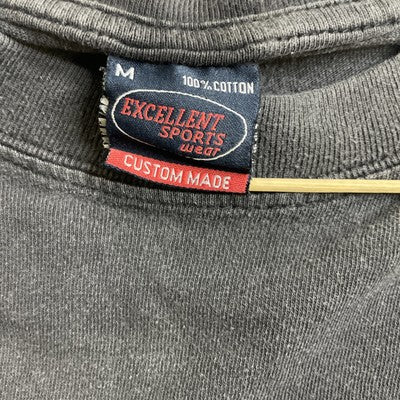 M 100% COTTON
EXCELLENT
SPORTS
wear
CUSTOM MADE